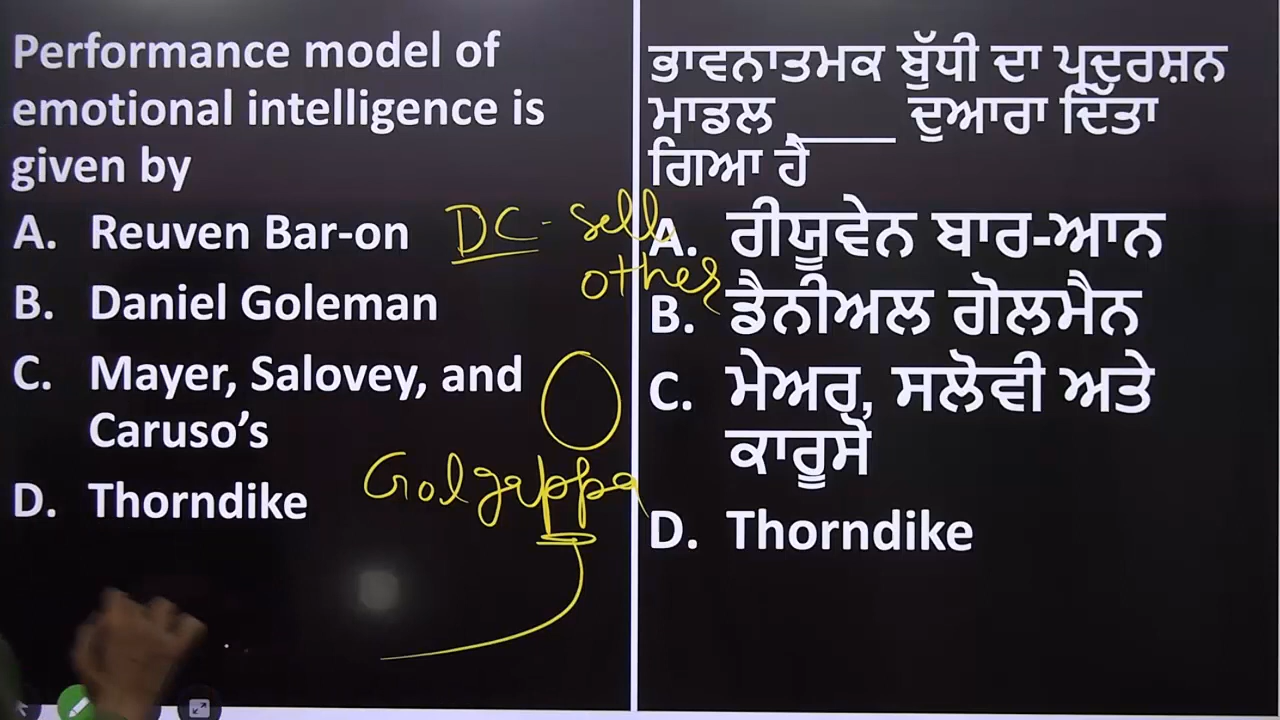 Performance model of
emotional intelligence is
given by
A. Reuven Bar-on
B. Daniel Goleman
C. Mayer, Salovey, and
Caruso's
D. Thorndike
DC - self
other
Golgappa
ਭਾਵਨਾਤਮਕ ਬੁੱਧੀ ਦਾ ਪ੍ਰਦਰਸ਼ਨ
ਮਾਡਲ _____ ਦੁਆਰਾ ਦਿੱਤਾ
ਗਿਆ ਹੈ
A. ਰੀਯੂਵੇਨ ਬਾਰ-ਆਨ
B. ਡੈਨੀਅਲ ਗੋਲਮੈਨ
C. ਮੇਅਰ, ਸਲੋਵੀ ਅਤੇ
ਕਾਰੂਸੋ
D. Thorndike